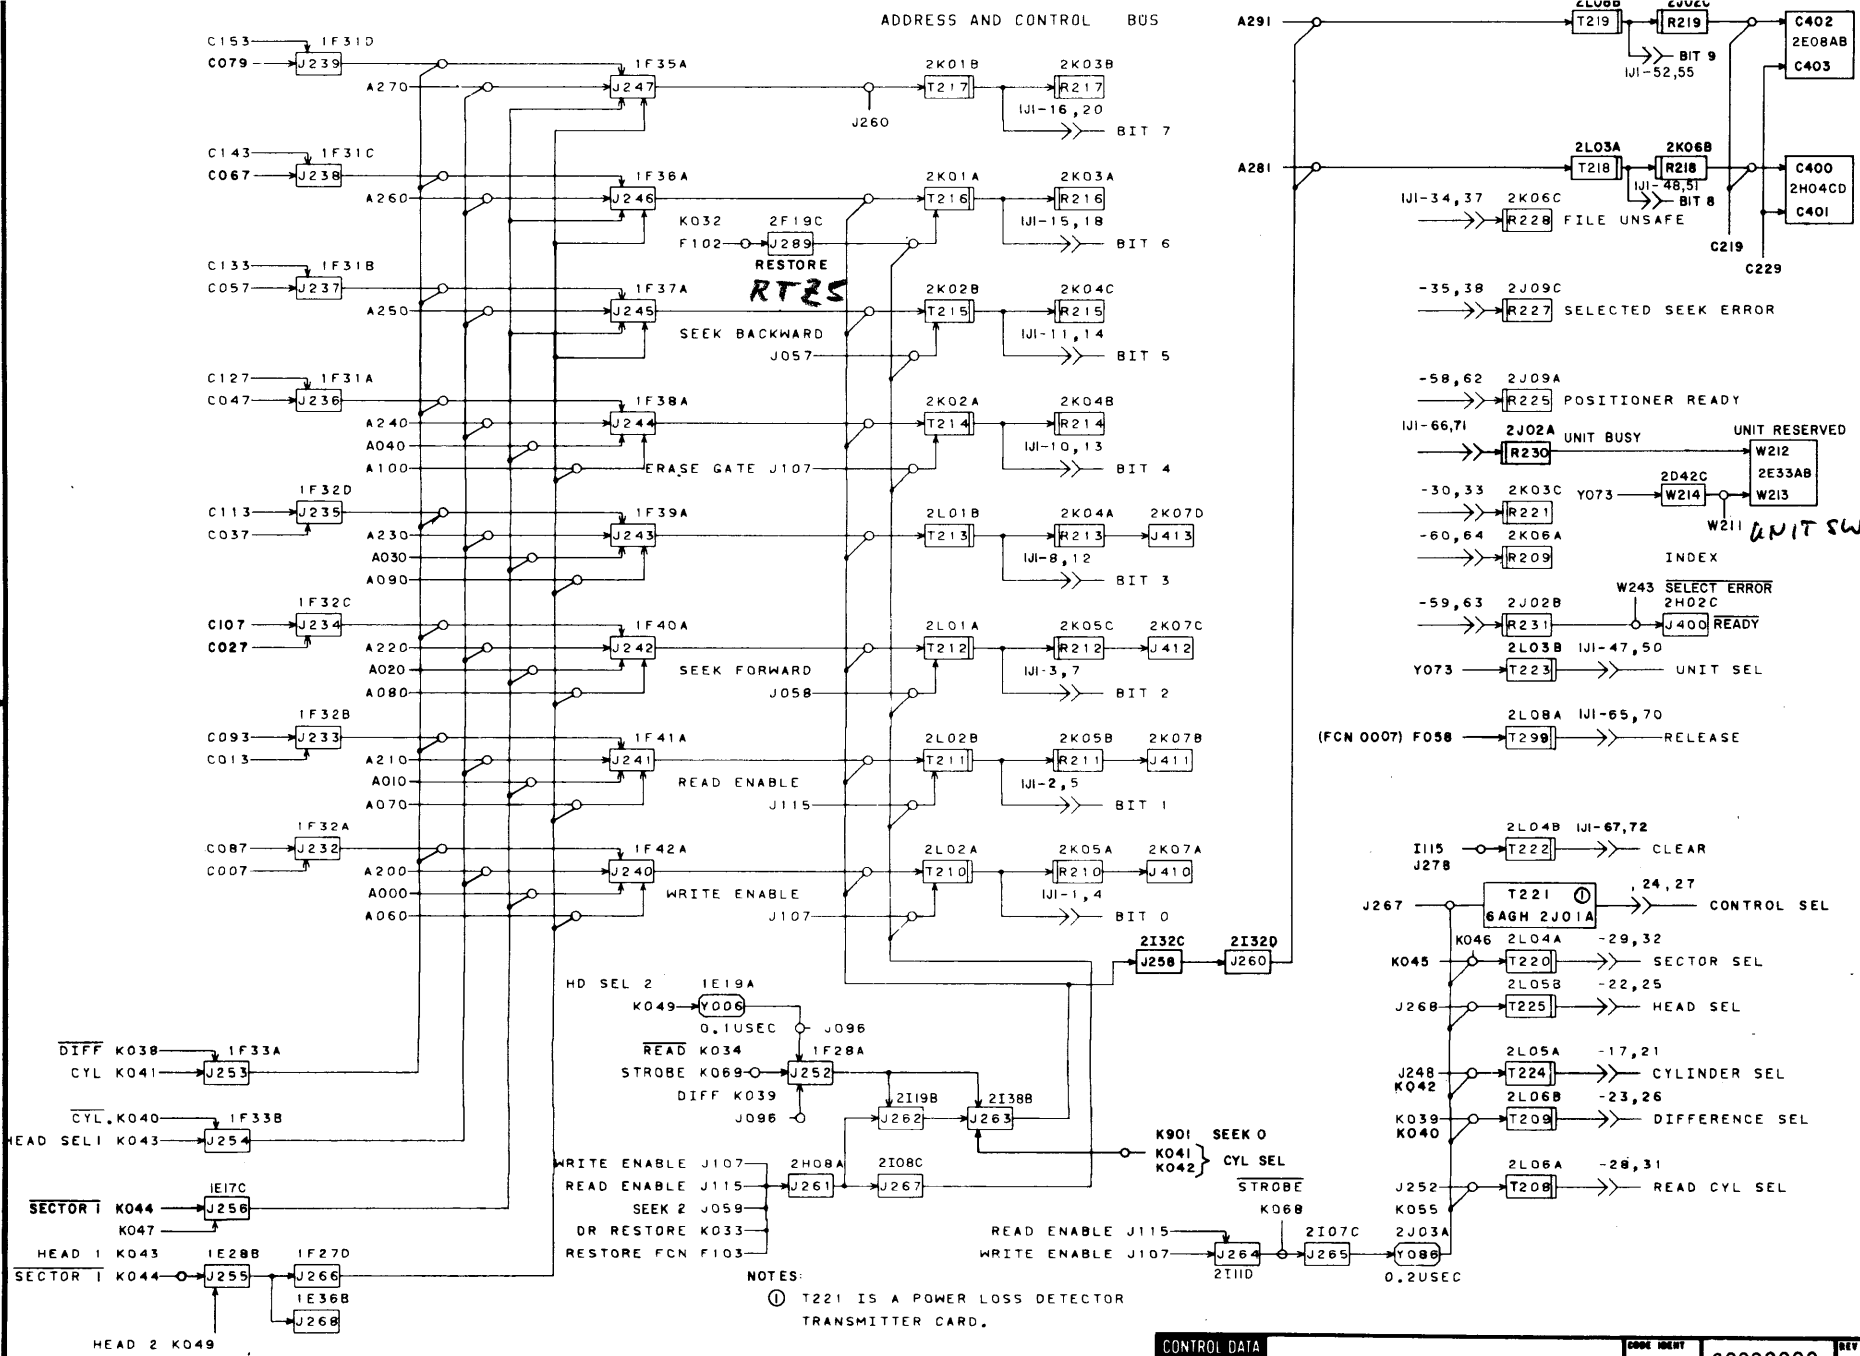 ADDRESS AND CONTROL BUS
C153 1F31D
C079 J239
A270
1F35A
J247
J260
2K01B
T217
2K03B
R217
1J1-16,20
BIT 7
C143 1F31C
C067 J238
A260
1F36A
J246
K032 2F19C
F102 J289
RESTORE
RTZS
2K01A
T216
2K03A
R216
1J1-15,18
BIT 6
C133 1F31B
C057 J237
A250
1F37A
J245
SEEK BACKWARD
J057
2K02B
T215
2K04C
R215
1J1-11,14
BIT 5
C127 1F31A
C047 J236
A240
A040
A100
1F38A
J244
ERASE GATE J107
2K02A
T214
2K04B
R214
1J1-10,13
BIT 4
1F32D
C113 J235
C037
A230
A030
A090
1F39A
J243
2L01B
T213
2K04A
R213
2K07D
J413
1J1-8,12
BIT 3
1F32C
C107 J234
C027
A220
A020
A080
1F40A
J242
SEEK FORWARD
J058
2L01A
T212
2K05C
R212
2K07C
J412
1J1-3,7
BIT 2
1F32B
C093 J233
C013
A210
A010
A070
1F41A
J241
READ ENABLE
J115
2L02B
T211
2K05B
R211
2K07B
J411
1J1-2,5
BIT 1
1F32A
C087 J232
C007
A200
A000
A060
1F42A
J240
WRITE ENABLE
J107
2L02A
T210
2K05A
R210
2K07A
J410
1J1-1,4
BIT 0
2I32C
J258
2I32D
J260
HD SEL 2 1E19A
K049 Y006
0.1USEC J096
READ K034 1F28A
STROBE K069 J252
DIFF K039
J096
2I19B
J262
2I38B
J263
K901 SEEK 0
K041
K042 CYL SEL
DIFF K038 1F33A
CYL K041 J253
CYL. K040 1F33B
HEAD SEL1 K043 J254
1E17C
SECTOR 1 K044 J256
K047
HEAD 1 K043 1E28B 1F27D
SECTOR 1 K044 J255 J266
1E36B
J268
HEAD 2 K049
WRITE ENABLE J107 2H08A 2I08C
READ ENABLE J115 J261 J267
SEEK 2 J059
DR RESTORE K033
RESTORE FCN F103
STROBE
K068
READ ENABLE J115 2I07C 2J03A
WRITE ENABLE J107 J264 J265 Y086
2I11D 0.2USEC
NOTES:
① T221 IS A POWER LOSS DETECTOR
TRANSMITTER CARD.
A291
2L08B 2J02C
T219 R219
BIT 9
1J1-52,55
C402
2E08AB
C403
A281
2L03A 2K06B
T218 R218
1J1-48,51
BIT 8
C400
2H04CD
C401
C219
C229
1J1-34,37 2K06C
R228 FILE UNSAFE
-35,38 2J09C
R227 SELECTED SEEK ERROR
-58,62 2J09A
R225 POSITIONER READY
1J1-66,71 2J02A UNIT BUSY
R230
UNIT RESERVED
W212
2E33AB
W213
2D42C
Y073 W214
W211
UNIT SW
-30,33 2K03C
R221
-60,64 2K06A
R209 INDEX
W243 SELECT ERROR
-59,63 2J02B 2H02C
R231 J400 READY
2L03B 1J1-47,50
Y073 T223 UNIT SEL
2L08A 1J1-65,70
(FCN 0007) F058 T299 RELEASE
2L04B 1J1-67,72
I115 T222 CLEAR
J278
, 24,27
J267 T221 ① CONTROL SEL
6AGH 2J01A
K046 2L04A -29,32
K045 T220 SECTOR SEL
2L05B -22,25
J268 T225 HEAD SEL
2L05A -17,21
J248 T224 CYLINDER SEL
K042
2L06B -23,26
K039 T209 DIFFERENCE SEL
K040
2L06A -28,31
J252 T208 READ CYL SEL
K055
CONTROL DATA
CODE IDENT
REV